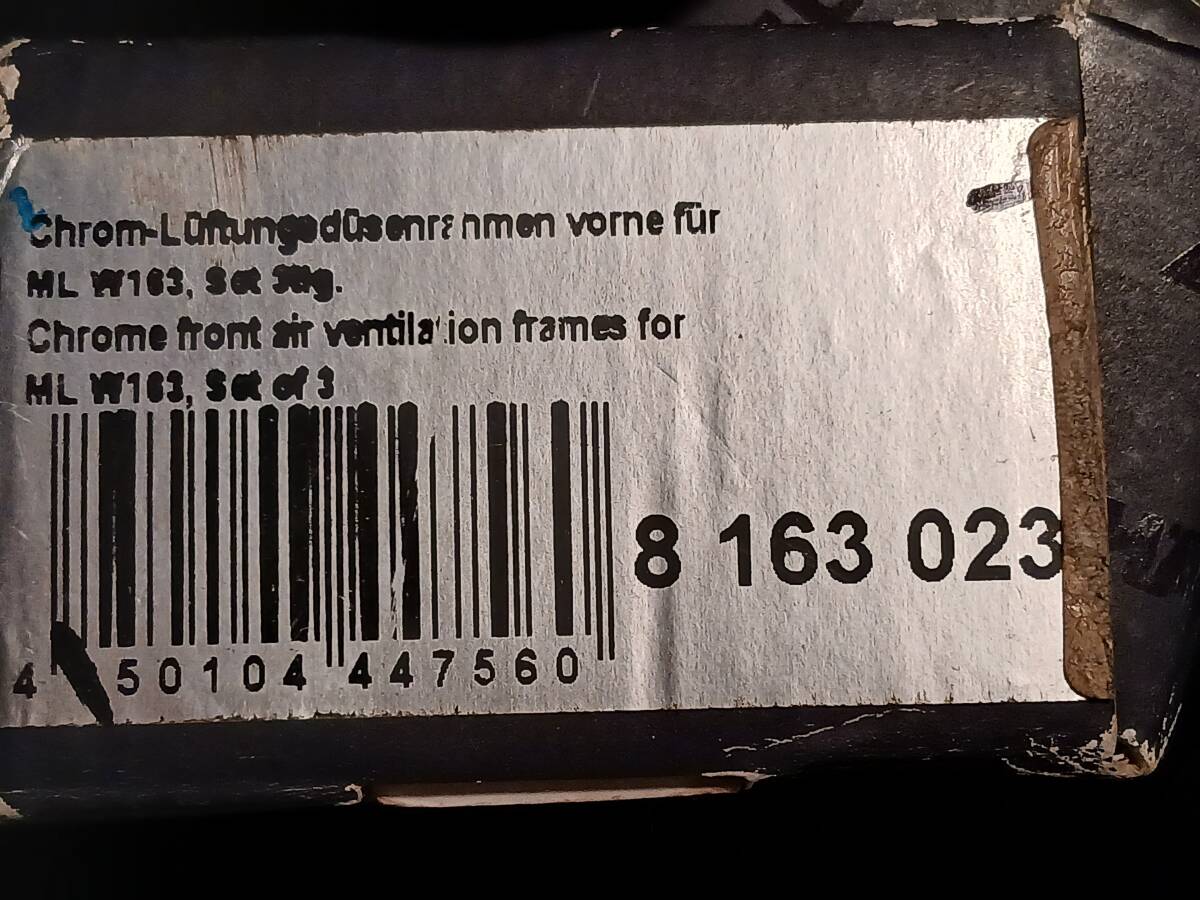 Chrom-Lüftungsdüsenrahmen vorne für
ML W163, Set 3tlg.
Chrome front air ventilation frames for
ML W163, Set of 3
8 163 023
4 50104 447560